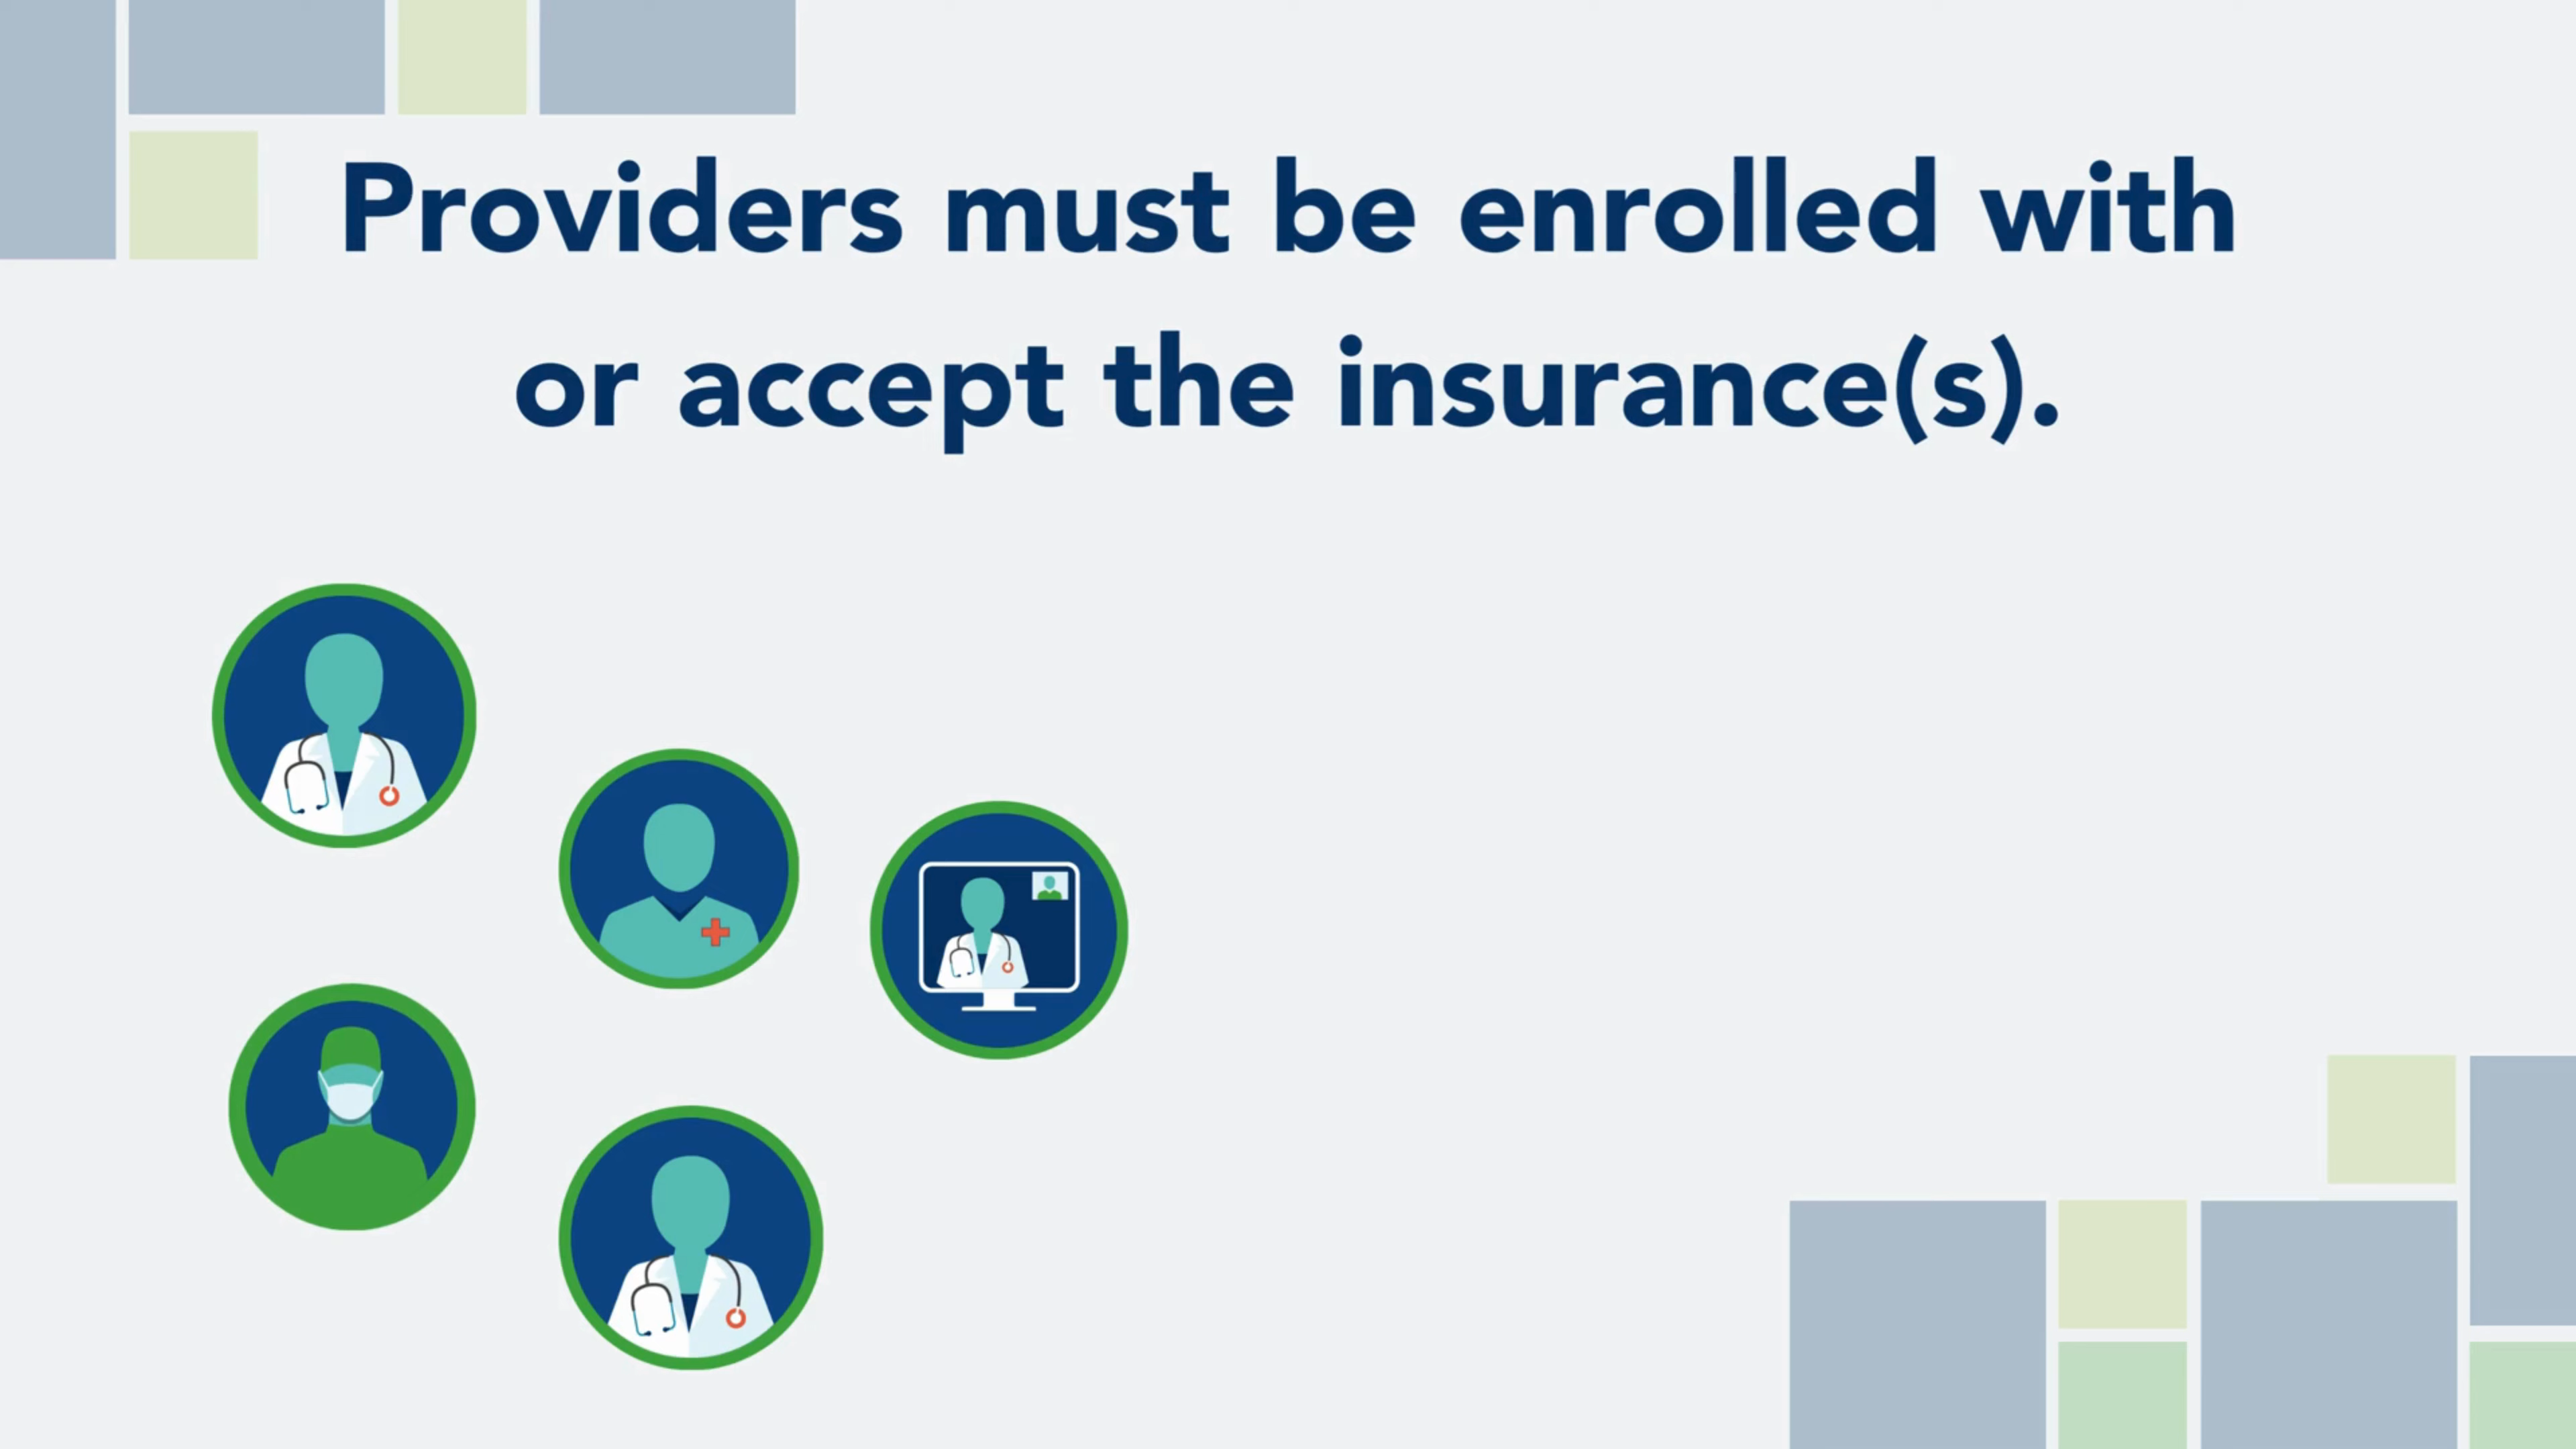 Providers must be enrolled with
or accept the insurance(s).